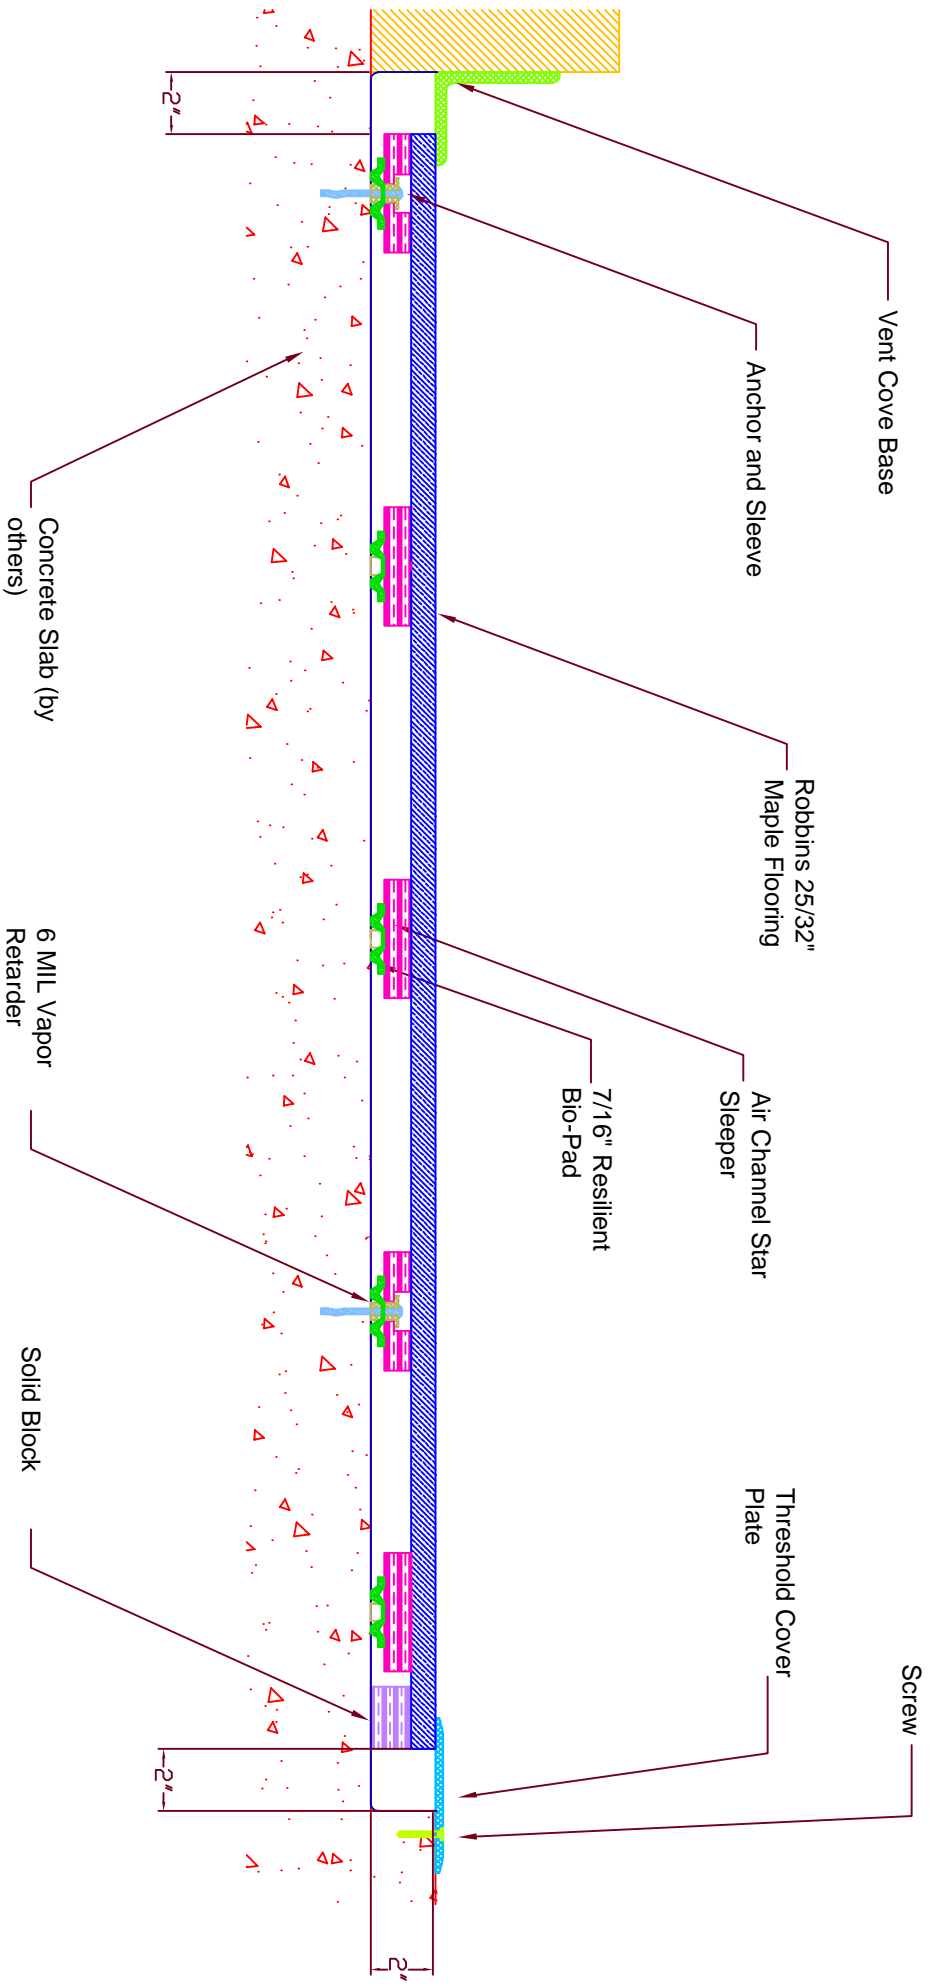 Vent Cove Base
Anchor and Sleeve
Robbins 25/32"
Maple Flooring
Air Channel Star
Sleeper
7/16" Resilient
Bio-Pad
Threshold Cover
Plate
Screw
Concrete Slab (by
others)
6 MIL Vapor
Retarder
Solid Block
2"
2"
2"